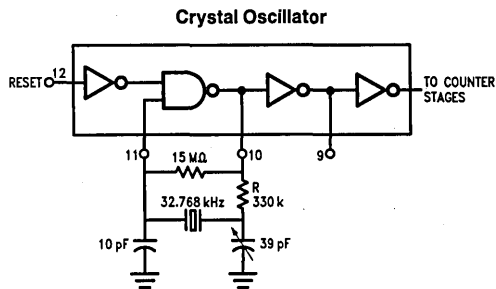 Crystal Oscillator
RESET 12
TO COUNTER
STAGES
11 10 9
15 MΩ
R
330 k
32.768 kHz
10 pF 39 pF